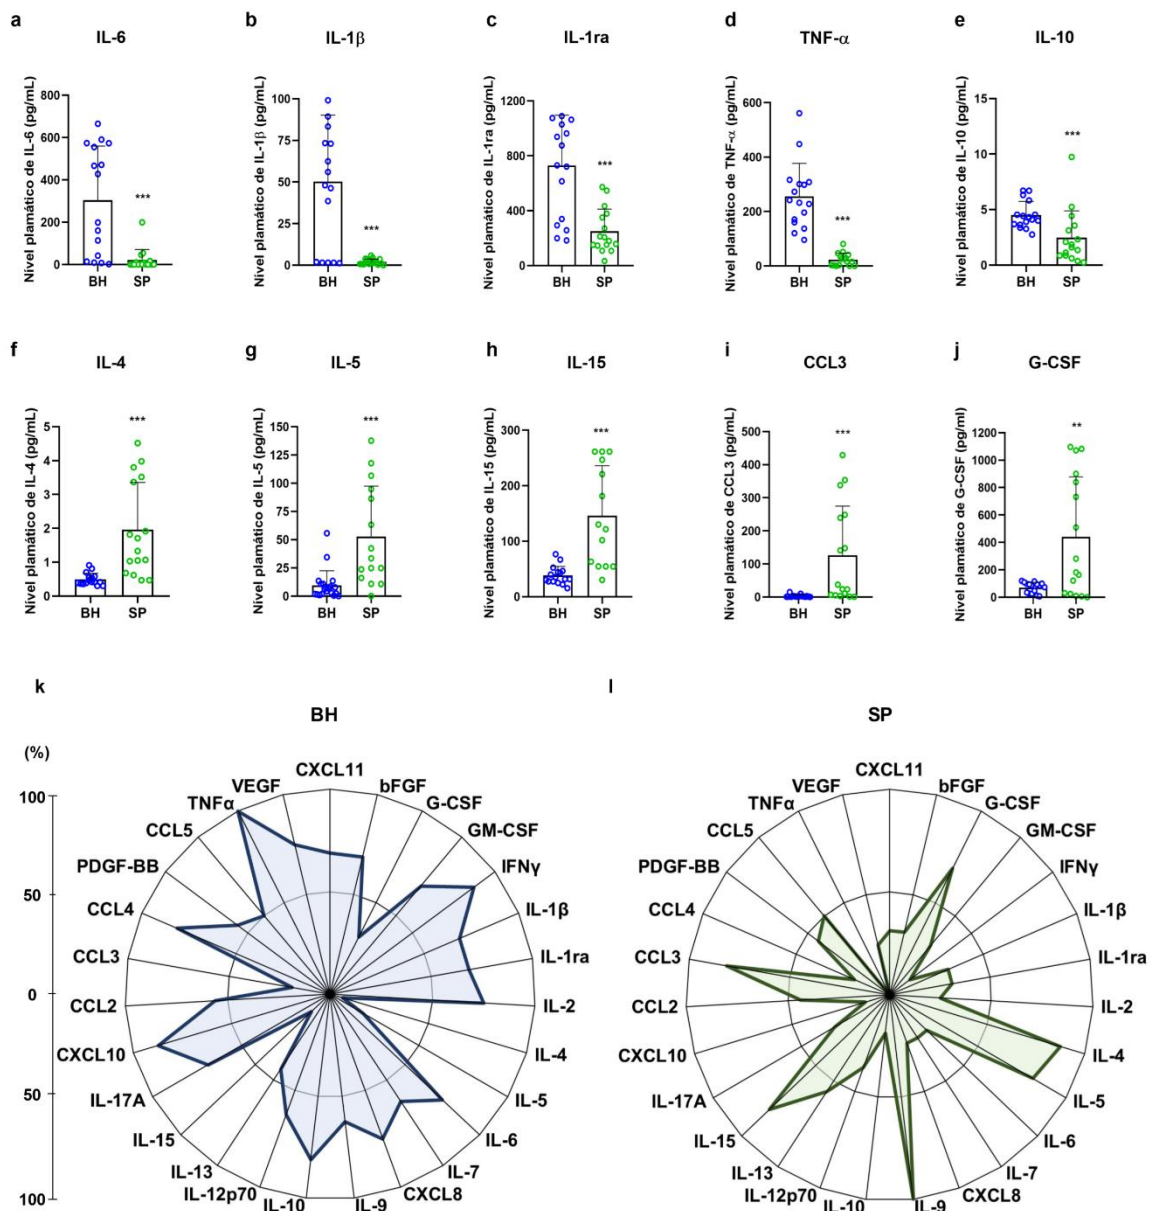 a b c d e
IL-6 IL-1β IL-1ra TNF-α IL-10
Nivel plamático de IL-6 (pg/mL)
800
600
400
200
0
***
BH SP
Nivel plamático de IL-1β (pg/mL)
100
75
50
25
0
***
BH SP
Nivel plamático de IL-1ra (pg/mL)
1200
800
400
0
***
BH SP
Nivel plamático de TNF-α (pg/mL)
600
400
200
0
***
BH SP
Nivel plamático de IL-10 (pg/mL)
15
10
5
0
***
BH SP
f g h i j
IL-4 IL-5 IL-15 CCL3 G-CSF
Nivel plamático de IL-4 (pg/mL)
5
4
3
2
1
0
***
BH SP
Nivel plamático de IL-5 (pg/mL)
150
125
100
75
50
25
0
***
BH SP
Nivel plamático de IL-15 (pg/mL)
300
200
100
0
***
BH SP
Nivel plamático de CCL3 (pg/mL)
500
400
300
200
100
0
***
BH SP
Nivel plamático de G-CSF (pg/ml)
1200
1000
800
600
400
200
0
**
BH SP
k
BH
(%)
100
50
0
50
100
CXCL11
bFGF
G-CSF
GM-CSF
IFNγ
IL-1β
IL-1ra
IL-2
IL-4
IL-5
IL-6
IL-7
CXCL8
IL-9
IL-10
IL-12p70
IL-13
IL-15
IL-17A
CXCL10
CCL2
CCL3
CCL4
PDGF-BB
CCL5
TNFα
VEGF
l
SP
CXCL11
bFGF
G-CSF
GM-CSF
IFNγ
IL-1β
IL-1ra
IL-2
IL-4
IL-5
IL-6
IL-7
CXCL8
IL-9
IL-10
IL-12p70
IL-13
IL-15
IL-17A
CXCL10
CCL2
CCL3
CCL4
PDGF-BB
CCL5
TNFα
VEGF